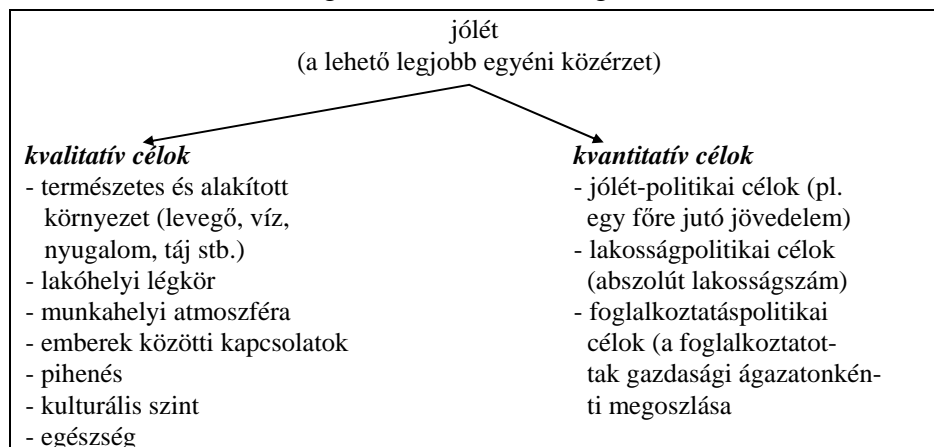 jólét
(a lehető legjobb egyéni közérzet)
kvalitatív célok
- természetes és alakított
környezet (levegő, víz,
nyugalom, táj stb.)
- lakóhelyi légkör
- munkahelyi atmoszféra
- emberek közötti kapcsolatok
- pihenés
- kulturális szint
- egészség
kvantitatív célok
- jólét-politikai célok (pl.
egy főre jutó jövedelem)
- lakosságpolitikai célok
(abszolút lakosságszám)
- foglalkoztatáspolitikai
célok (a foglalkoztatot-
tak gazdasági ágazatonkén-
ti megoszlása